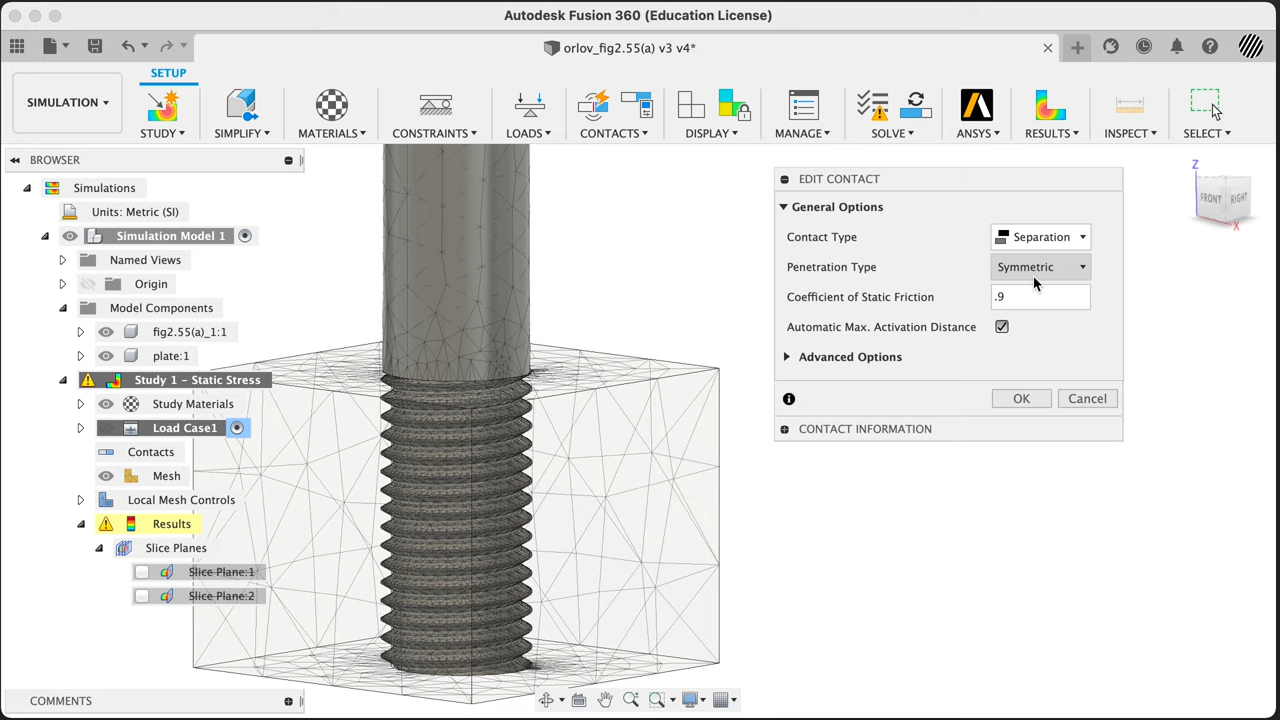 Autodesk Fusion 360 (Education License)
orlov_fig2.55(a) v3 v4*
SETUP
SIMULATION
STUDY
SIMPLIFY
MATERIALS
CONSTRAINTS
LOADS
CONTACTS
DISPLAY
MANAGE
SOLVE
ANSYS
RESULTS
INSPECT
SELECT
BROWSER
Simulations
Units: Metric (SI)
Simulation Model 1
Named Views
Origin
Model Components
fig2.55(a)_1:1
plate:1
Study 1 - Static Stress
Study Materials
Load Case1
Contacts
Mesh
Local Mesh Controls
Results
Slice Planes
Slice Plane:1
Slice Plane:2
COMMENTS
EDIT CONTACT
General Options
Contact Type Separation
Penetration Type Symmetric
Coefficient of Static Friction .9
Automatic Max. Activation Distance
Advanced Options
OK Cancel
CONTACT INFORMATION
Z
FRONT RIGHT
X